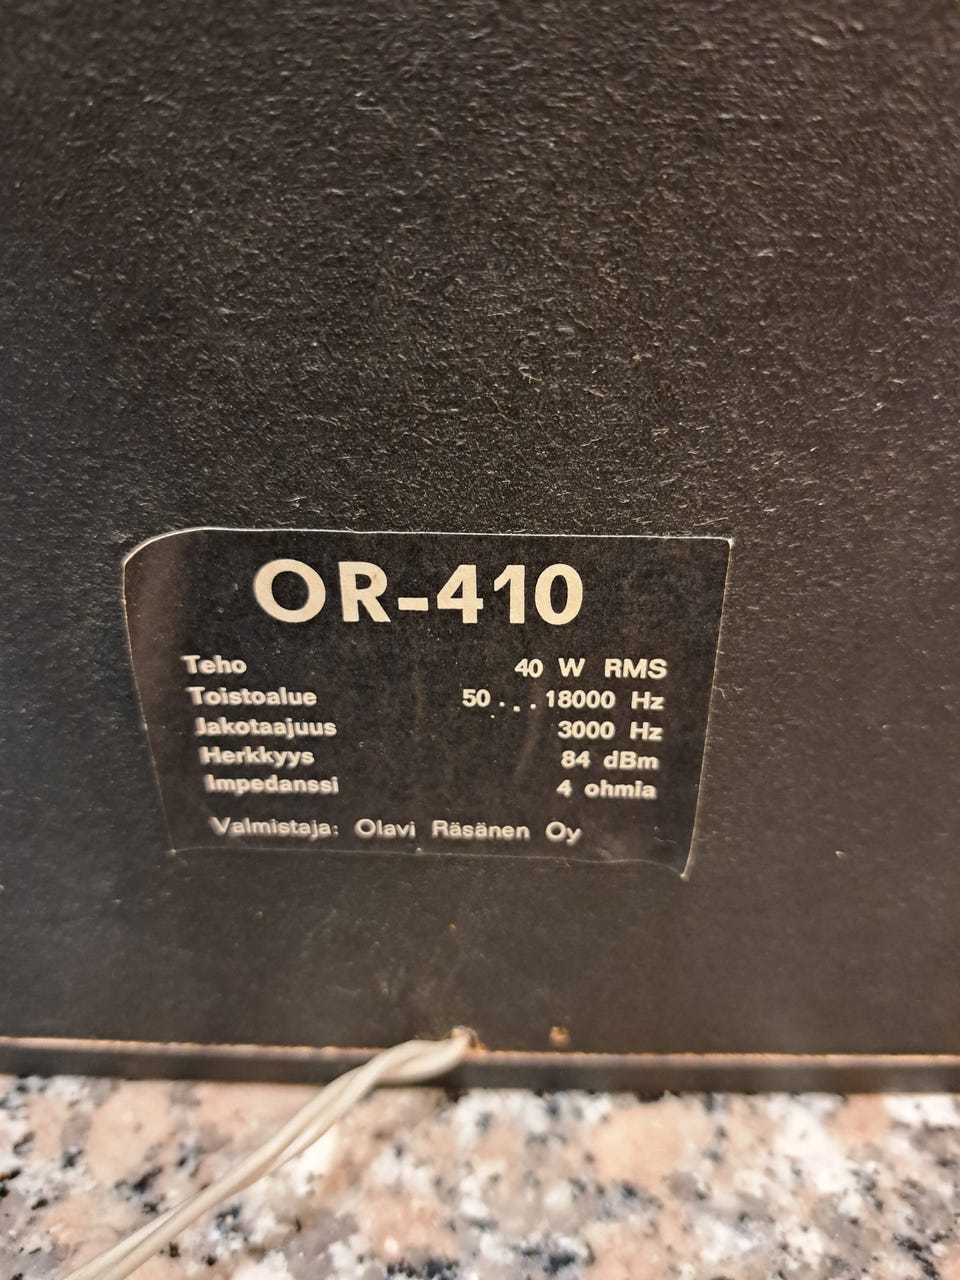 OR-410
Teho 40 W RMS
Toistoalue 50...18000 Hz
Jakotaajuus 3000 Hz
Herkkyys 84 dBm
Impedanssi 4 ohmia
Valmistaja: Olavi Räsänen Oy